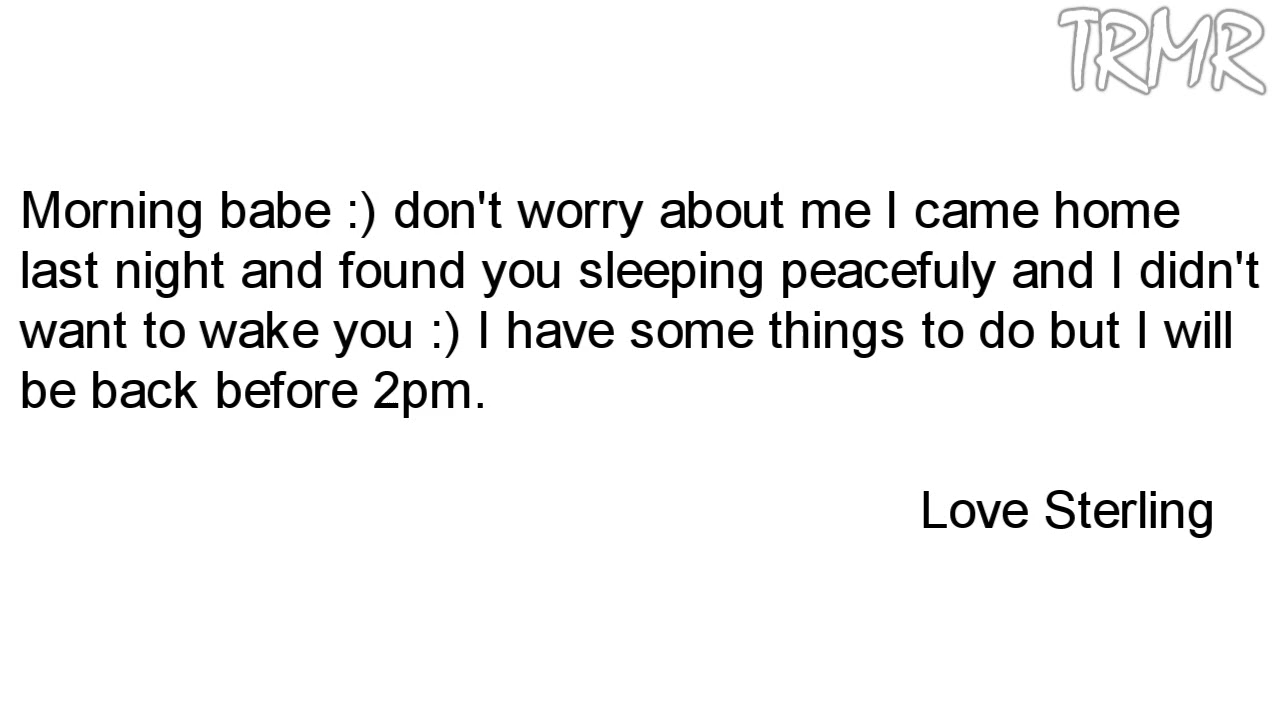 TRMR
Morning babe :) don't worry about me I came home
last night and found you sleeping peacefuly and I didn't
want to wake you :) I have some things to do but I will
be back before 2pm.
Love Sterling